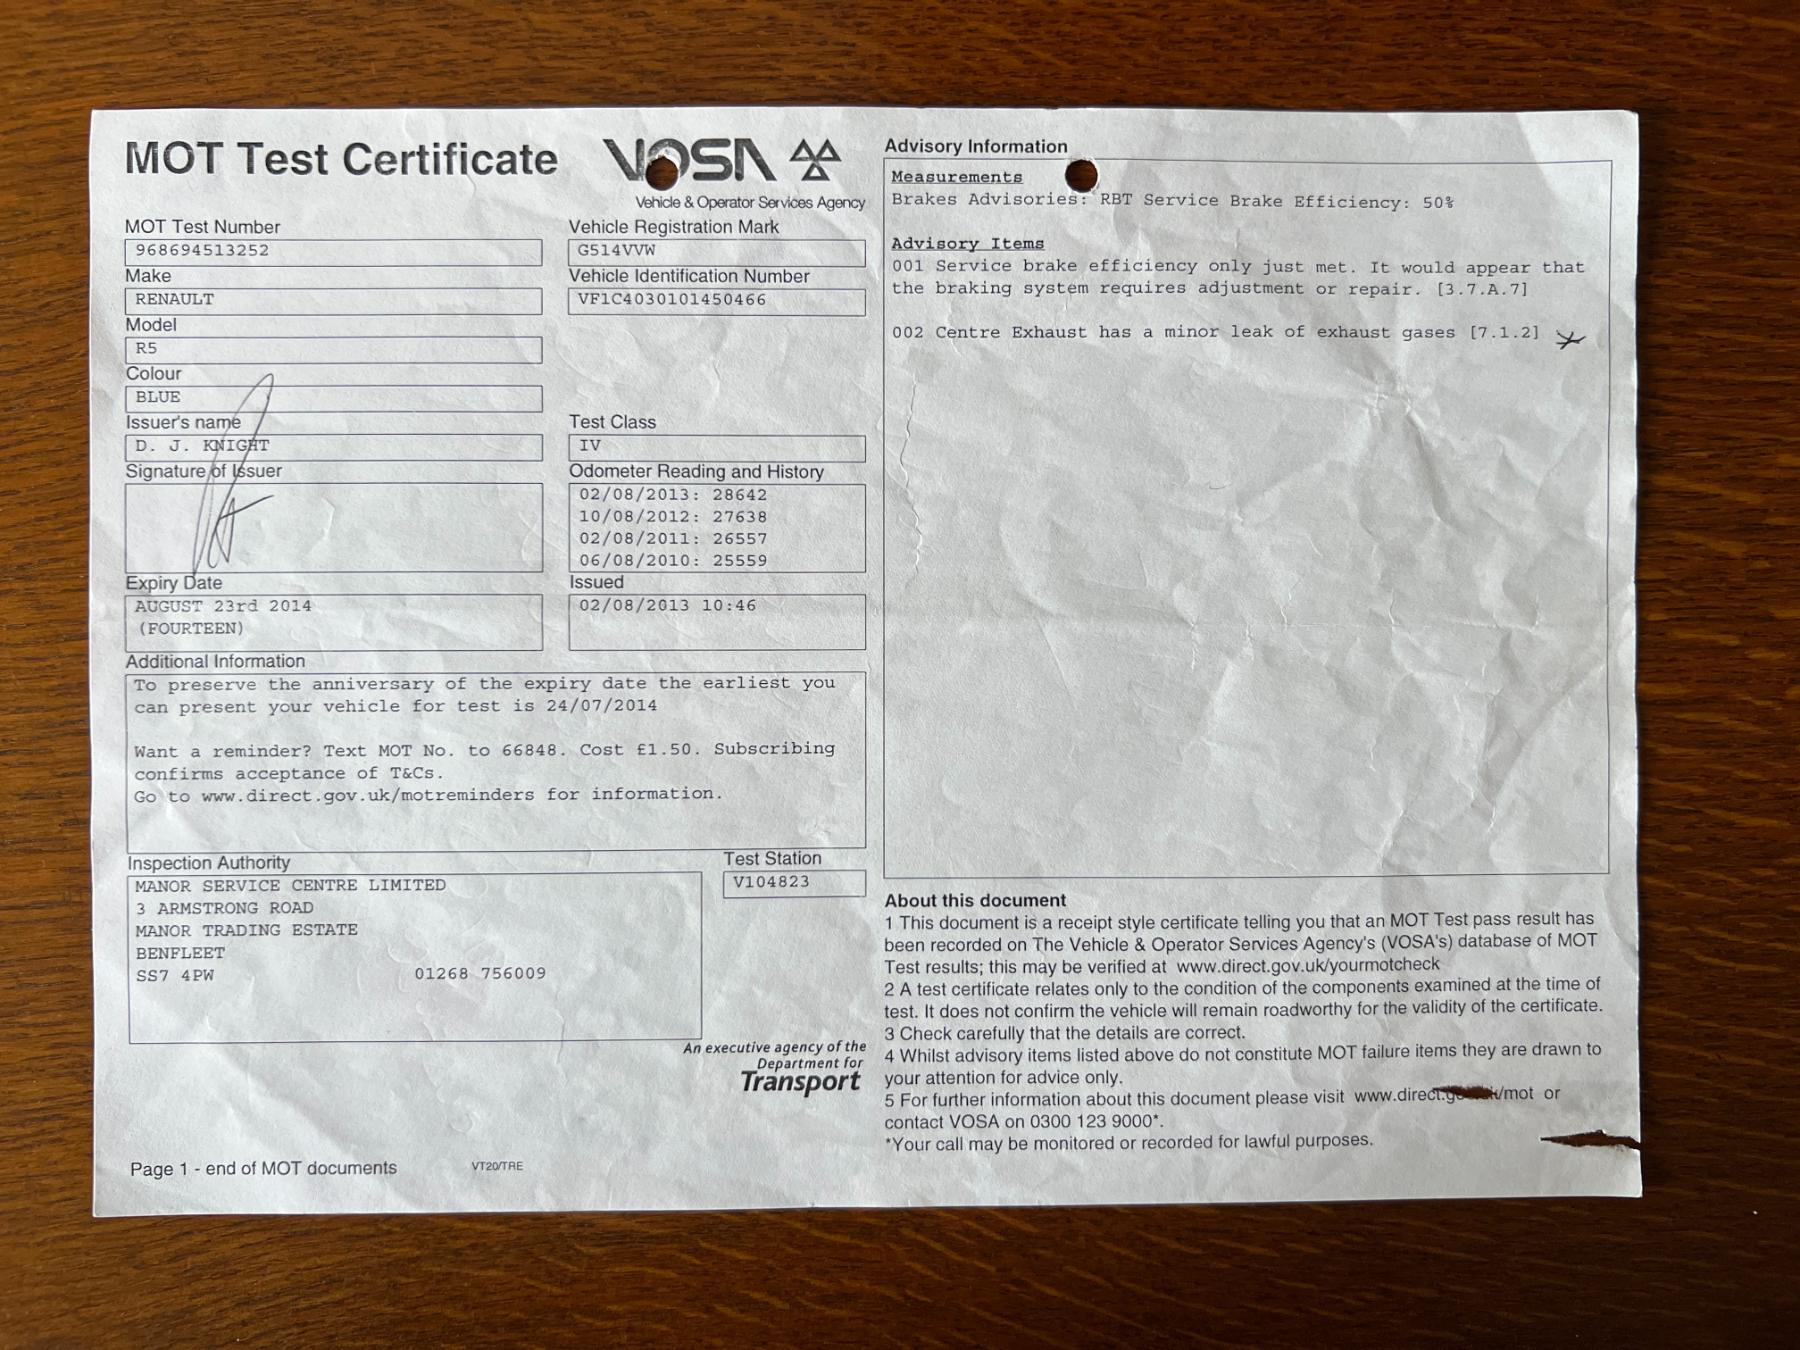 MOT Test Certificate
VOSA
Vehicle & Operator Services Agency
MOT Test Number
968694513252
Vehicle Registration Mark
G514VVW
Make
RENAULT
Vehicle Identification Number
VF1C4030101450466
Model
R5
Colour
BLUE
Issuer's name
D. J. KNIGHT
Test Class
IV
Signature of Issuer
Odometer Reading and History
02/08/2013: 28642
10/08/2012: 27638
02/08/2011: 26557
06/08/2010: 25559
Expiry Date
AUGUST 23rd 2014
(FOURTEEN)
Issued
02/08/2013 10:46
Additional Information
To preserve the anniversary of the expiry date the earliest you
can present your vehicle for test is 24/07/2014
Want a reminder? Text MOT No. to 66848. Cost £1.50. Subscribing
confirms acceptance of T&Cs.
Go to www.direct.gov.uk/motreminders for information.
Inspection Authority
MANOR SERVICE CENTRE LIMITED
3 ARMSTRONG ROAD
MANOR TRADING ESTATE
BENFLEET
SS7 4PW 01268 756009
Test Station
V104823
An executive agency of the
Department for
Transport
Page 1 - end of MOT documents
VT20/TRE
Advisory Information
Measurements
Brakes Advisories: RBT Service Brake Efficiency: 50%
Advisory Items
001 Service brake efficiency only just met. It would appear that
the braking system requires adjustment or repair. [3.7.A.7]
002 Centre Exhaust has a minor leak of exhaust gases [7.1.2]
About this document
1 This document is a receipt style certificate telling you that an MOT Test pass result has
been recorded on The Vehicle & Operator Services Agency's (VOSA's) database of MOT
Test results; this may be verified at www.direct.gov.uk/yourmotcheck
2 A test certificate relates only to the condition of the components examined at the time of
test. It does not confirm the vehicle will remain roadworthy for the validity of the certificate.
3 Check carefully that the details are correct.
4 Whilst advisory items listed above do not constitute MOT failure items they are drawn to
your attention for advice only.
5 For further information about this document please visit /mot or
contact VOSA on 0300 123 9000*.
*Your call may be monitored or recorded for lawful purposes.